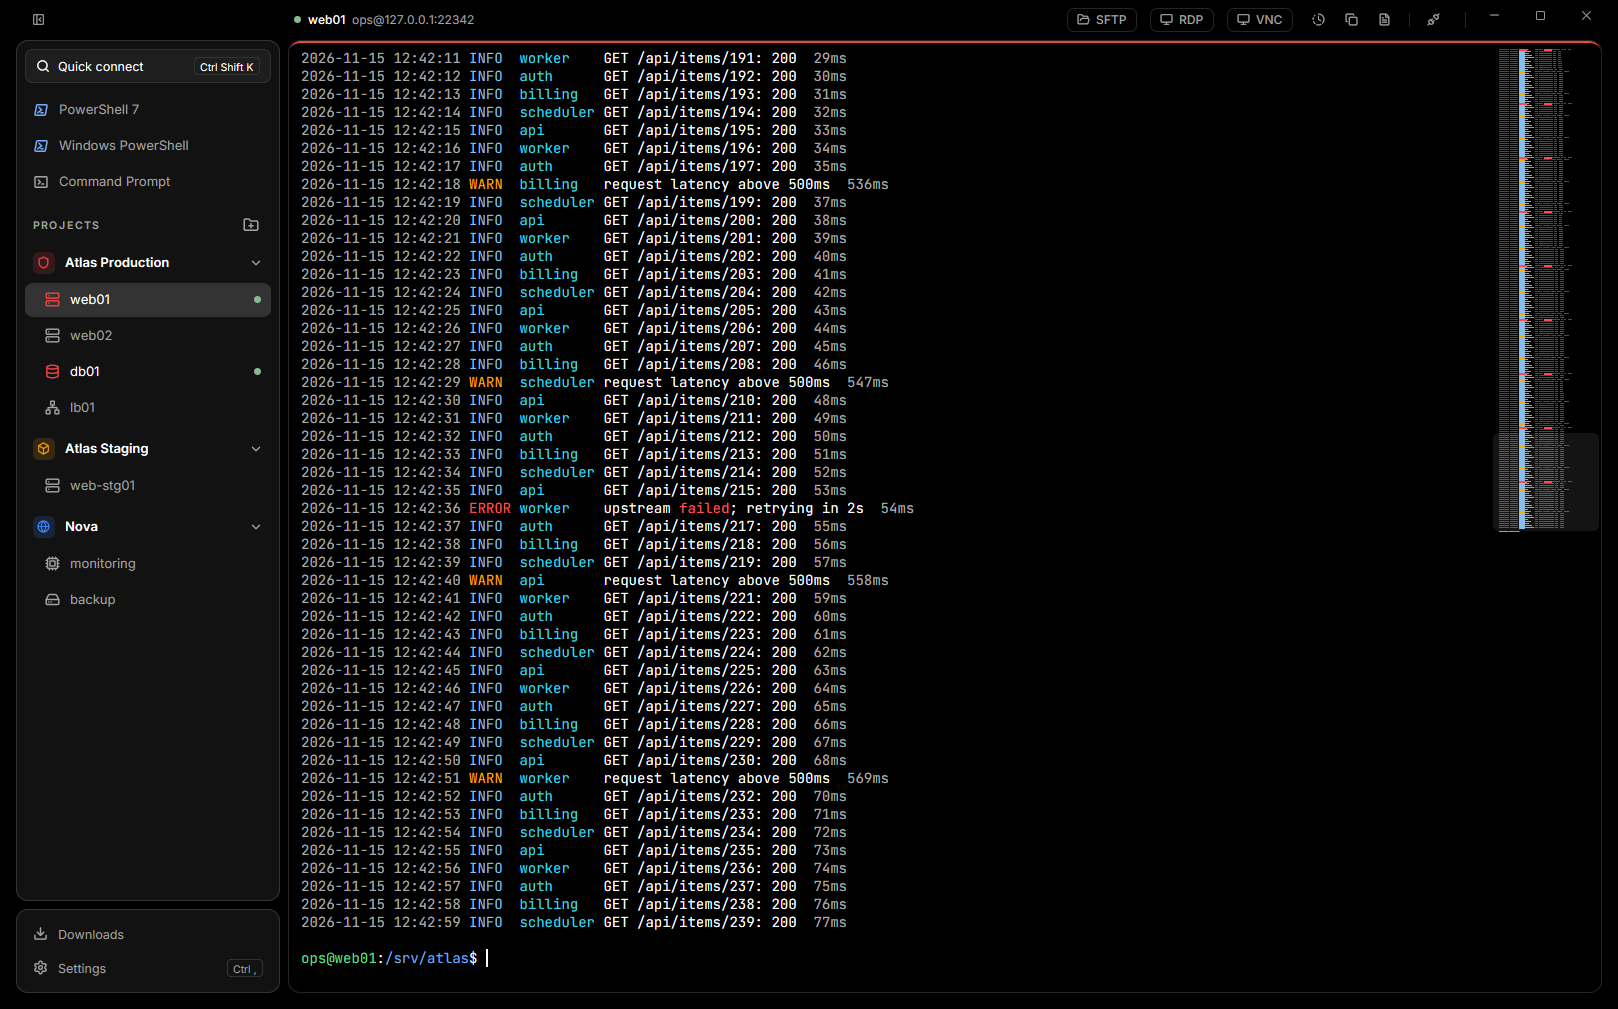 web01 ops@127.0.0.1:22342
SFTP
RDP
VNC
Quick connect Ctrl Shift K
PowerShell 7
Windows PowerShell
Command Prompt
PROJECTS
Atlas Production
web01
web02
db01
lb01
Atlas Staging
web-stg01
Nova
monitoring
backup
Downloads
Settings Ctrl ,
2026-11-15 12:42:11 INFO worker GET /api/items/191: 200 29ms
2026-11-15 12:42:12 INFO auth GET /api/items/192: 200 30ms
2026-11-15 12:42:13 INFO billing GET /api/items/193: 200 31ms
2026-11-15 12:42:14 INFO scheduler GET /api/items/194: 200 32ms
2026-11-15 12:42:15 INFO api GET /api/items/195: 200 33ms
2026-11-15 12:42:16 INFO worker GET /api/items/196: 200 34ms
2026-11-15 12:42:17 INFO auth GET /api/items/197: 200 35ms
2026-11-15 12:42:18 WARN billing request latency above 500ms 536ms
2026-11-15 12:42:19 INFO scheduler GET /api/items/199: 200 37ms
2026-11-15 12:42:20 INFO api GET /api/items/200: 200 38ms
2026-11-15 12:42:21 INFO worker GET /api/items/201: 200 39ms
2026-11-15 12:42:22 INFO auth GET /api/items/202: 200 40ms
2026-11-15 12:42:23 INFO billing GET /api/items/203: 200 41ms
2026-11-15 12:42:24 INFO scheduler GET /api/items/204: 200 42ms
2026-11-15 12:42:25 INFO api GET /api/items/205: 200 43ms
2026-11-15 12:42:26 INFO worker GET /api/items/206: 200 44ms
2026-11-15 12:42:27 INFO auth GET /api/items/207: 200 45ms
2026-11-15 12:42:28 INFO billing GET /api/items/208: 200 46ms
2026-11-15 12:42:29 WARN scheduler request latency above 500ms 547ms
2026-11-15 12:42:30 INFO api GET /api/items/210: 200 48ms
2026-11-15 12:42:31 INFO worker GET /api/items/211: 200 49ms
2026-11-15 12:42:32 INFO auth GET /api/items/212: 200 50ms
2026-11-15 12:42:33 INFO billing GET /api/items/213: 200 51ms
2026-11-15 12:42:34 INFO scheduler GET /api/items/214: 200 52ms
2026-11-15 12:42:35 INFO api GET /api/items/215: 200 53ms
2026-11-15 12:42:36 ERROR worker upstream failed; retrying in 2s 54ms
2026-11-15 12:42:37 INFO auth GET /api/items/217: 200 55ms
2026-11-15 12:42:38 INFO billing GET /api/items/218: 200 56ms
2026-11-15 12:42:39 INFO scheduler GET /api/items/219: 200 57ms
2026-11-15 12:42:40 WARN api request latency above 500ms 558ms
2026-11-15 12:42:41 INFO worker GET /api/items/221: 200 59ms
2026-11-15 12:42:42 INFO auth GET /api/items/222: 200 60ms
2026-11-15 12:42:43 INFO billing GET /api/items/223: 200 61ms
2026-11-15 12:42:44 INFO scheduler GET /api/items/224: 200 62ms
2026-11-15 12:42:45 INFO api GET /api/items/225: 200 63ms
2026-11-15 12:42:46 INFO worker GET /api/items/226: 200 64ms
2026-11-15 12:42:47 INFO auth GET /api/items/227: 200 65ms
2026-11-15 12:42:48 INFO billing GET /api/items/228: 200 66ms
2026-11-15 12:42:49 INFO scheduler GET /api/items/229: 200 67ms
2026-11-15 12:42:50 INFO api GET /api/items/230: 200 68ms
2026-11-15 12:42:51 WARN worker request latency above 500ms 569ms
2026-11-15 12:42:52 INFO auth GET /api/items/232: 200 70ms
2026-11-15 12:42:53 INFO billing GET /api/items/233: 200 71ms
2026-11-15 12:42:54 INFO scheduler GET /api/items/234: 200 72ms
2026-11-15 12:42:55 INFO api GET /api/items/235: 200 73ms
2026-11-15 12:42:56 INFO worker GET /api/items/236: 200 74ms
2026-11-15 12:42:57 INFO auth GET /api/items/237: 200 75ms
2026-11-15 12:42:58 INFO billing GET /api/items/238: 200 76ms
2026-11-15 12:42:59 INFO scheduler GET /api/items/239: 200 77ms
ops@web01:/srv/atlas$